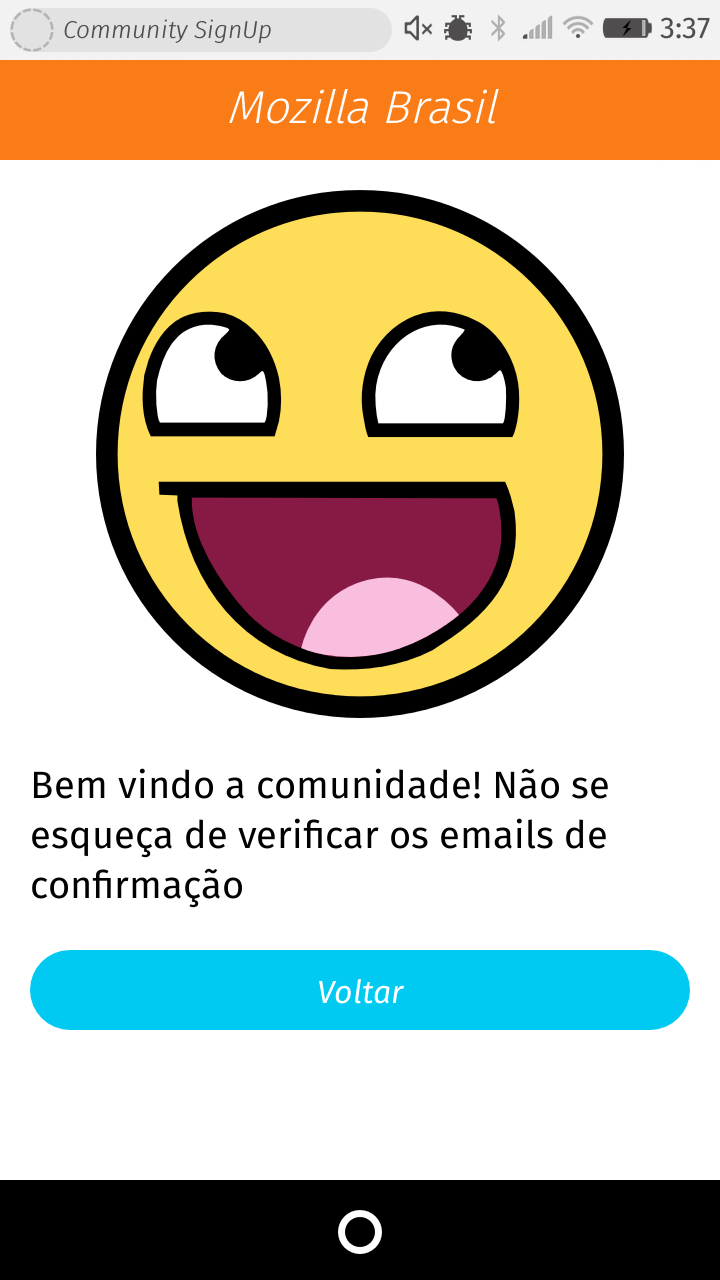 Community SignUp
3:37
Mozilla Brasil
Bem vindo a comunidade! Não se
esqueça de verificar os emails de
confirmação
Voltar